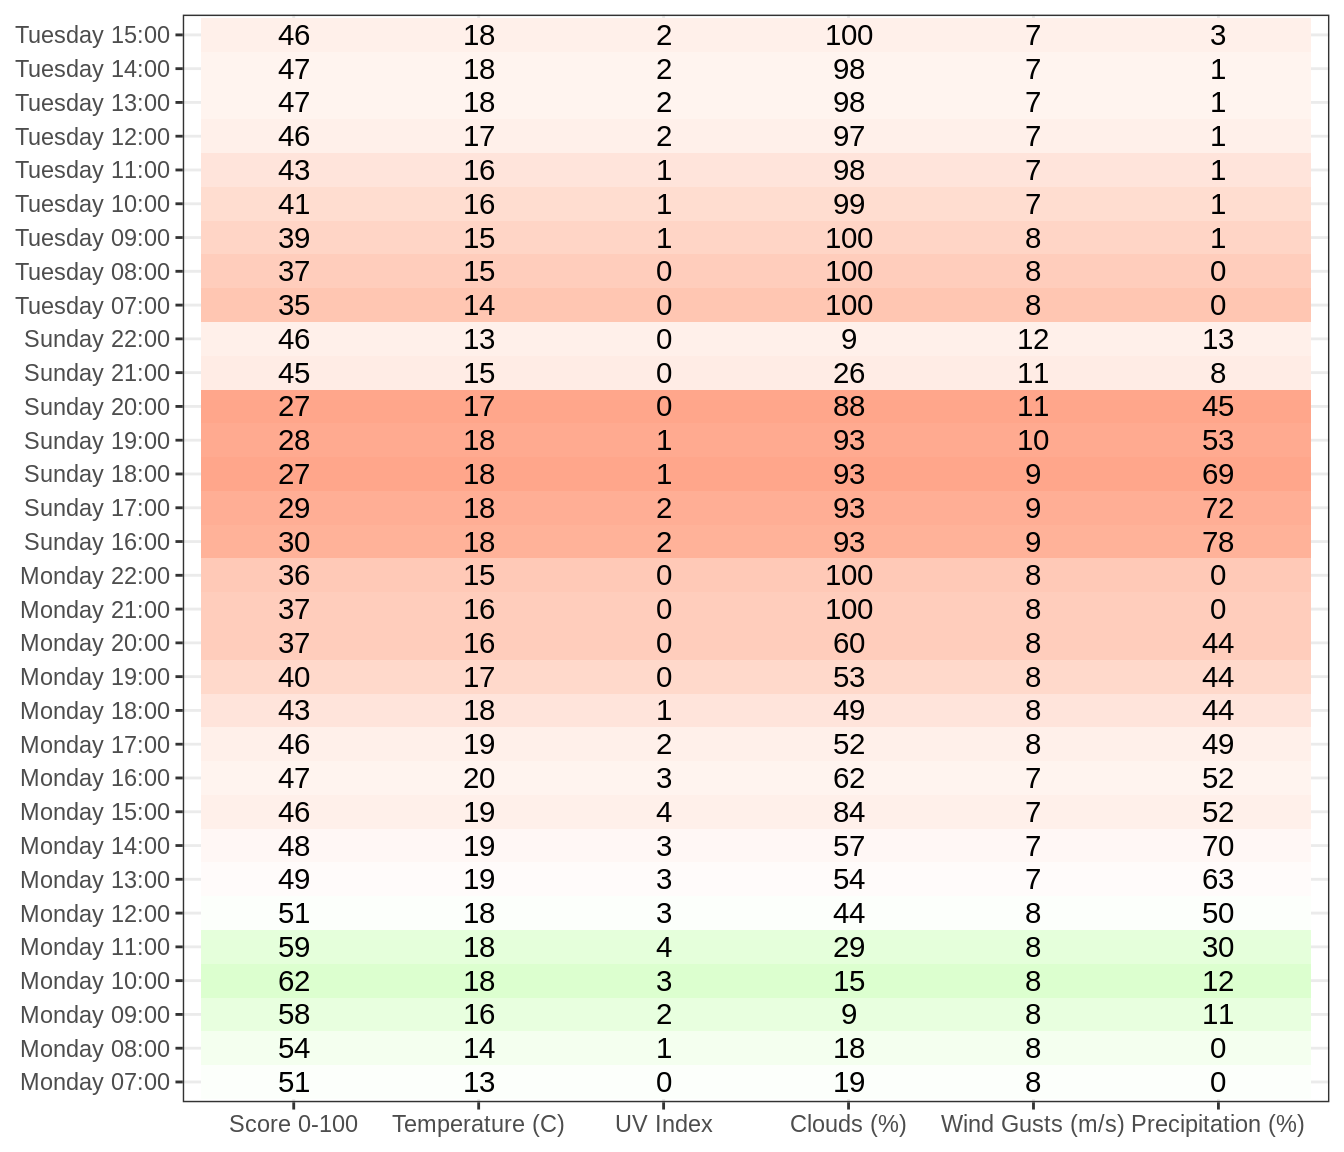 Tuesday 15:00 46 18 2 100 7 3
Tuesday 14:00 47 18 2 98 7 1
Tuesday 13:00 47 18 2 98 7 1
Tuesday 12:00 46 17 2 97 7 1
Tuesday 11:00 43 16 1 98 7 1
Tuesday 10:00 41 16 1 99 7 1
Tuesday 09:00 39 15 1 100 8 1
Tuesday 08:00 37 15 0 100 8 0
Tuesday 07:00 35 14 0 100 8 0
Sunday 22:00 46 13 0 9 12 13
Sunday 21:00 45 15 0 26 11 8
Sunday 20:00 27 17 0 88 11 45
Sunday 19:00 28 18 1 93 10 53
Sunday 18:00 27 18 1 93 9 69
Sunday 17:00 29 18 2 93 9 72
Sunday 16:00 30 18 2 93 9 78
Monday 22:00 36 15 0 100 8 0
Monday 21:00 37 16 0 100 8 0
Monday 20:00 37 16 0 60 8 44
Monday 19:00 40 17 0 53 8 44
Monday 18:00 43 18 1 49 8 44
Monday 17:00 46 19 2 52 8 49
Monday 16:00 47 20 3 62 7 52
Monday 15:00 46 19 4 84 7 52
Monday 14:00 48 19 3 57 7 70
Monday 13:00 49 19 3 54 7 63
Monday 12:00 51 18 3 44 8 50
Monday 11:00 59 18 4 29 8 30
Monday 10:00 62 18 3 15 8 12
Monday 09:00 58 16 2 9 8 11
Monday 08:00 54 14 1 18 8 0
Monday 07:00 51 13 0 19 8 0
Score 0-100 Temperature (C) UV Index Clouds (%) Wind Gusts (m/s) Precipitation (%)